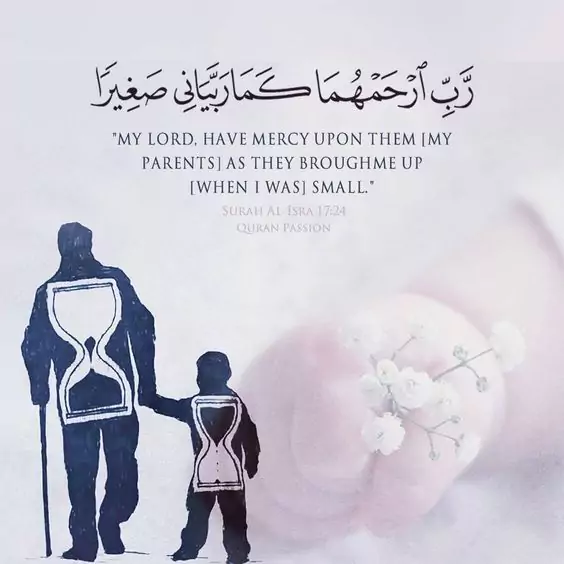 رَّبِّ ٱرْحَمْهُمَا كَمَا رَبَّيَانِى صَغِيرًا
"MY LORD, HAVE MERCY UPON THEM [MY
PARENTS] AS THEY BROUGHME UP
[WHEN I WAS] SMALL."
SURAH AL-ISRA 17:24
QURAN PASSION